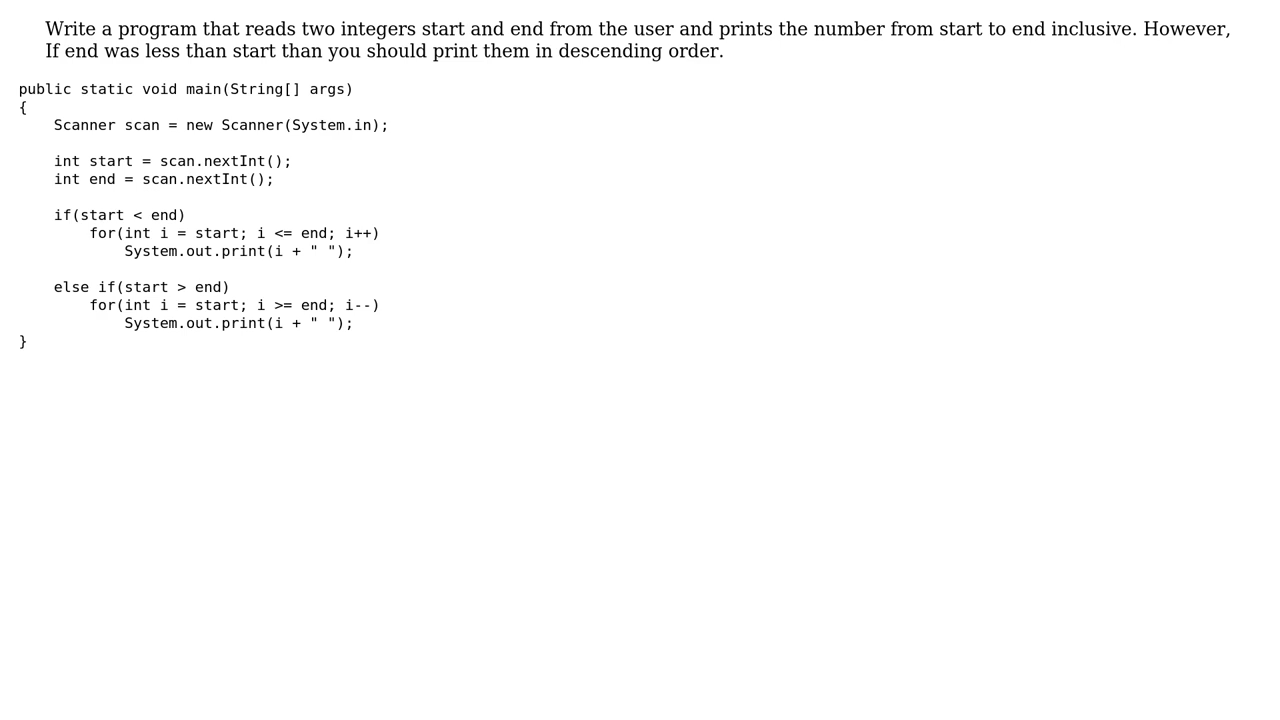 Write a program that reads two integers start and end from the user and prints the number from start to end inclusive. However,
If end was less than start than you should print them in descending order.
public static void main(String[] args)
{
    Scanner scan = new Scanner(System.in);

    int start = scan.nextInt();
    int end = scan.nextInt();

    if(start < end)
        for(int i = start; i <= end; i++)
            System.out.print(i + " ");

    else if(start > end)
        for(int i = start; i >= end; i--)
            System.out.print(i + " ");
}